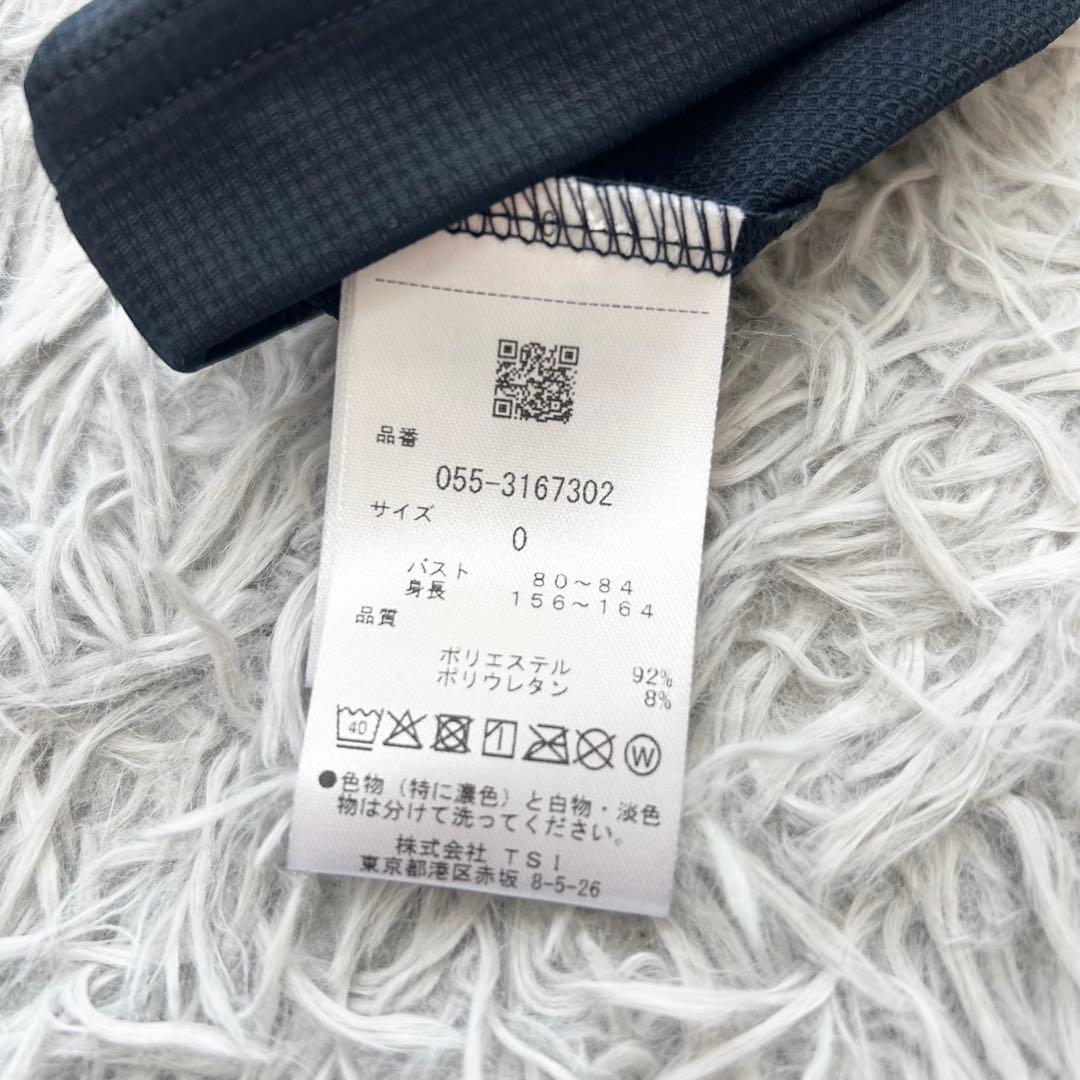 品番
055-3167302
サイズ
0
バスト 80～84
身長 156～164
品質
ポリエステル 92%
ポリウレタン 8%
40 W
●色物（特に濃色）と白物・淡色
物は分けて洗ってください。
株式会社 TSI
東京都港区赤坂 8-5-26